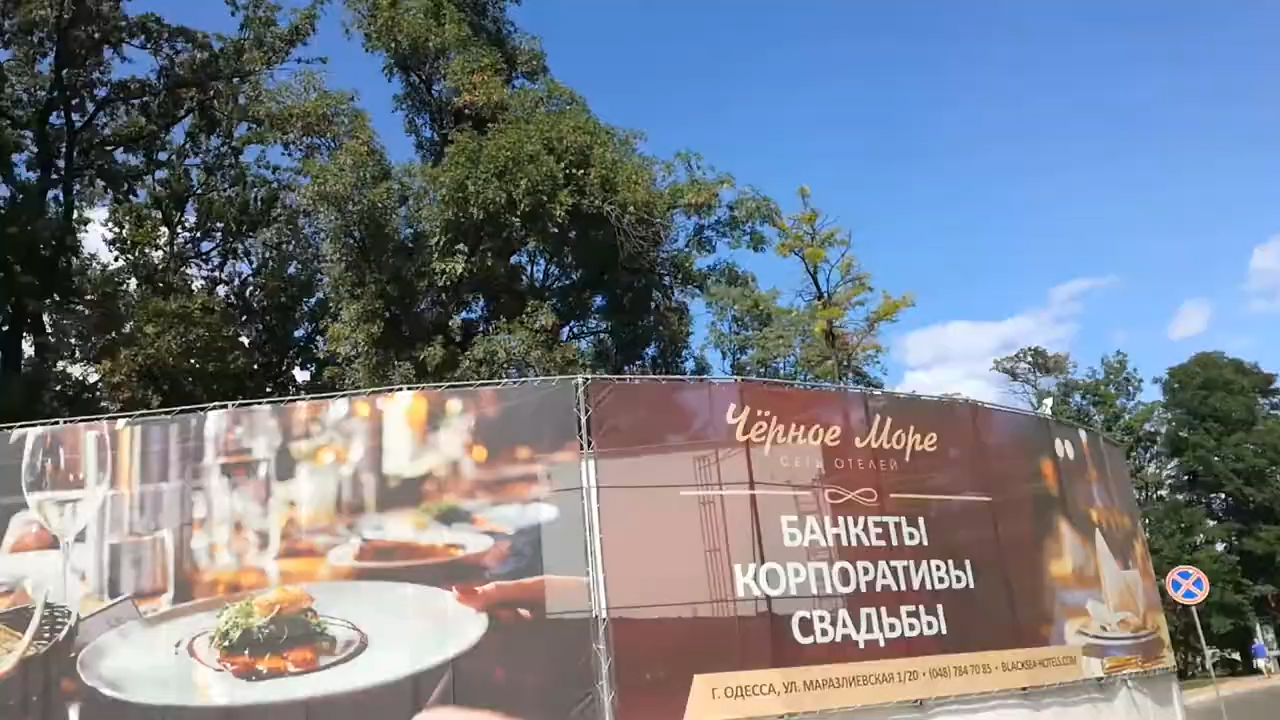 Чёрное Море
СЕТЬ ОТЕЛЕЙ
БАНКЕТЫ
КОРПОРАТИВЫ
СВАДЬБЫ
Г. ОДЕССА, УЛ. МАРАЗЛИЕВСКАЯ 1/20 • (048) 784 70 85 • BLACKSEA-HOTELS.COM